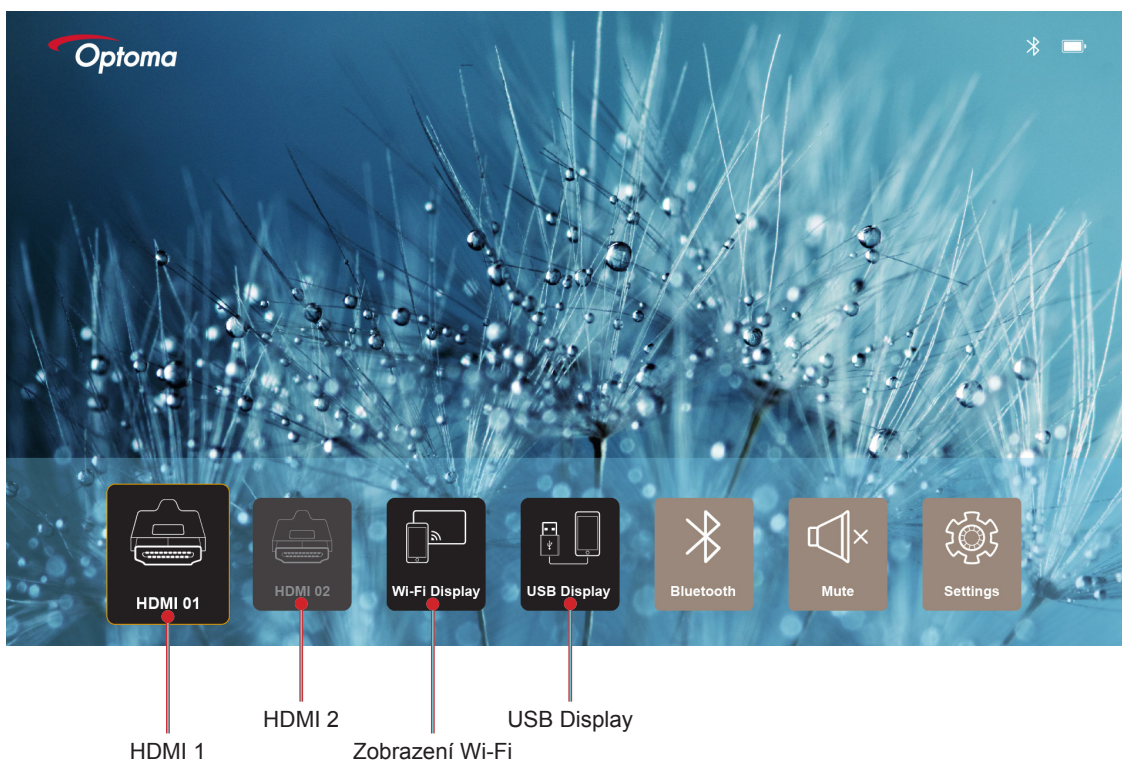 Optoma
HDMI 01
HDMI 02
Wi-Fi Display
USB Display
Bluetooth
Mute
Settings
HDMI 2
USB Display
HDMI 1
Zobrazení Wi-Fi